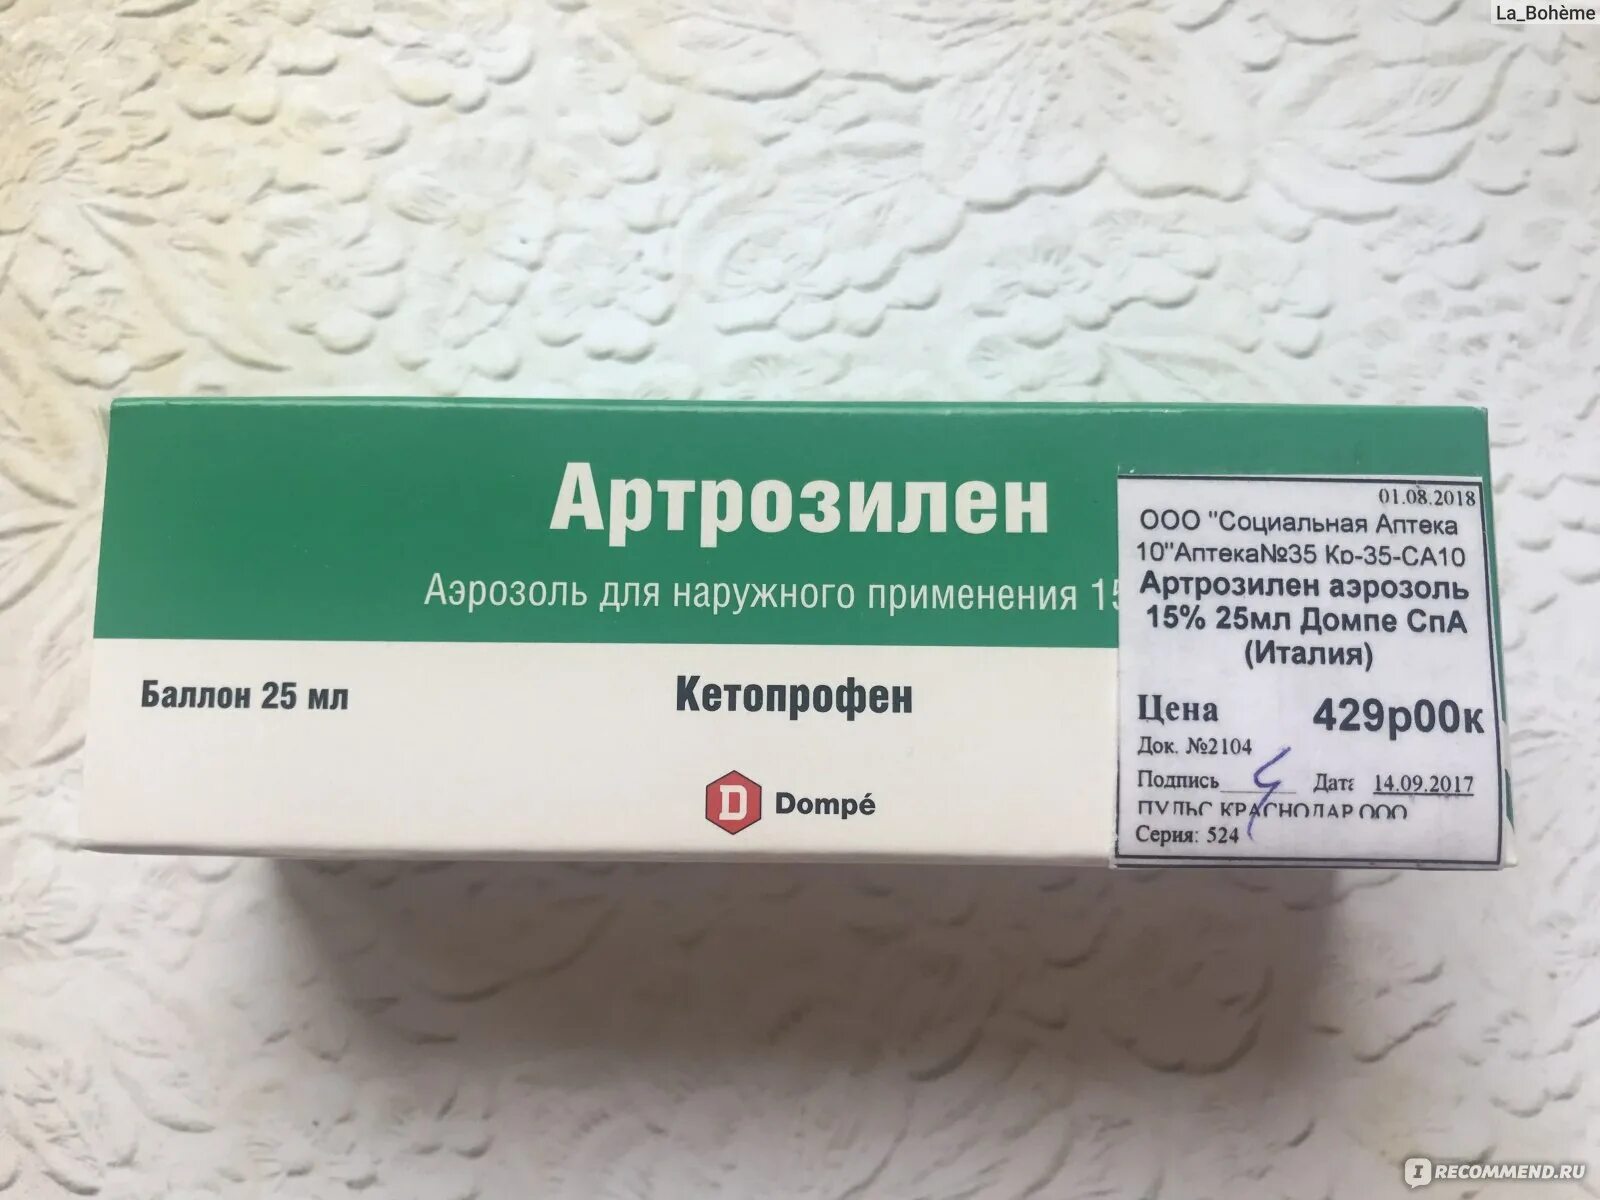 La_Bohème
Артрозилен
Аэрозоль для наружного применения 15
Баллон 25 мл
Кетопрофен
D Dompé
01.08.2018
ООО "Социальная Аптека
10"Аптека№35 Кр-35-СА10
Артрозилен аэрозоль
15% 25мл Домпе СпА
(Италия)
Цена 429р00к
Док. №2104
Подпись Дата 14.09.2017
ПУЛЬС КРАСНОДАР ООО
Серия: 524
IRECOMMEND.RU